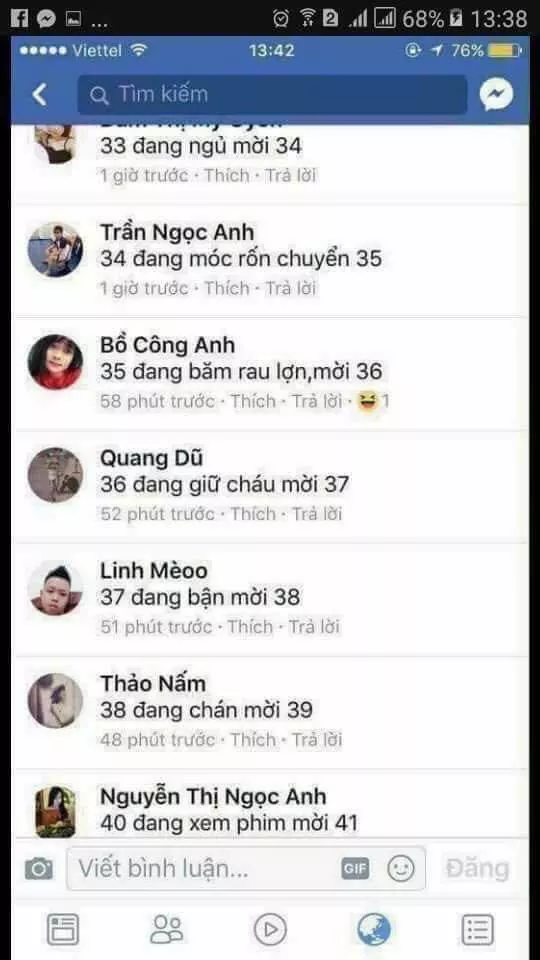 ... 68% 13:38
Viettel 13:42 76%
Tìm kiếm
33 đang ngủ mời 34
1 giờ trước · Thích · Trả lời
Trần Ngọc Anh
34 đang móc rốn chuyển 35
1 giờ trước · Thích · Trả lời
Bồ Công Anh
35 đang băm rau lợn,mời 36
58 phút trước · Thích · Trả lời · 1
Quang Dũ
36 đang giữ cháu mời 37
52 phút trước · Thích · Trả lời
Linh Mèoo
37 đang bận mời 38
51 phút trước · Thích · Trả lời
Thảo Nấm
38 đang chán mời 39
48 phút trước · Thích · Trả lời
Nguyễn Thị Ngọc Anh
40 đang xem phim mời 41
Viết bình luận... GIF Đăng